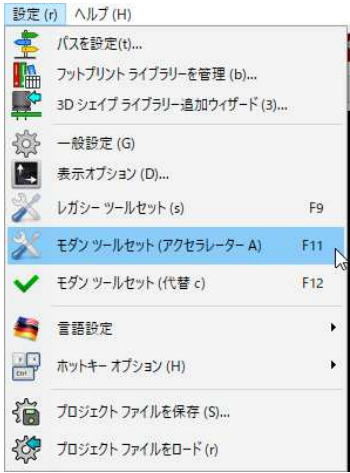 設定 (r) ヘルプ (H)
パスを設定(t)...
フットプリント ライブラリーを管理 (b)...
3D シェイプ ライブラリー追加ウィザード (3)...
一般設定 (G)
表示オプション (D)...
レガシー ツールセット (s) F9
モダン ツールセット (アクセラレーター A) F11
モダン ツールセット (代替 c) F12
言語設定
ホットキー オプション (H)
プロジェクト ファイルを保存 (S)...
プロジェクト ファイルをロード (r)